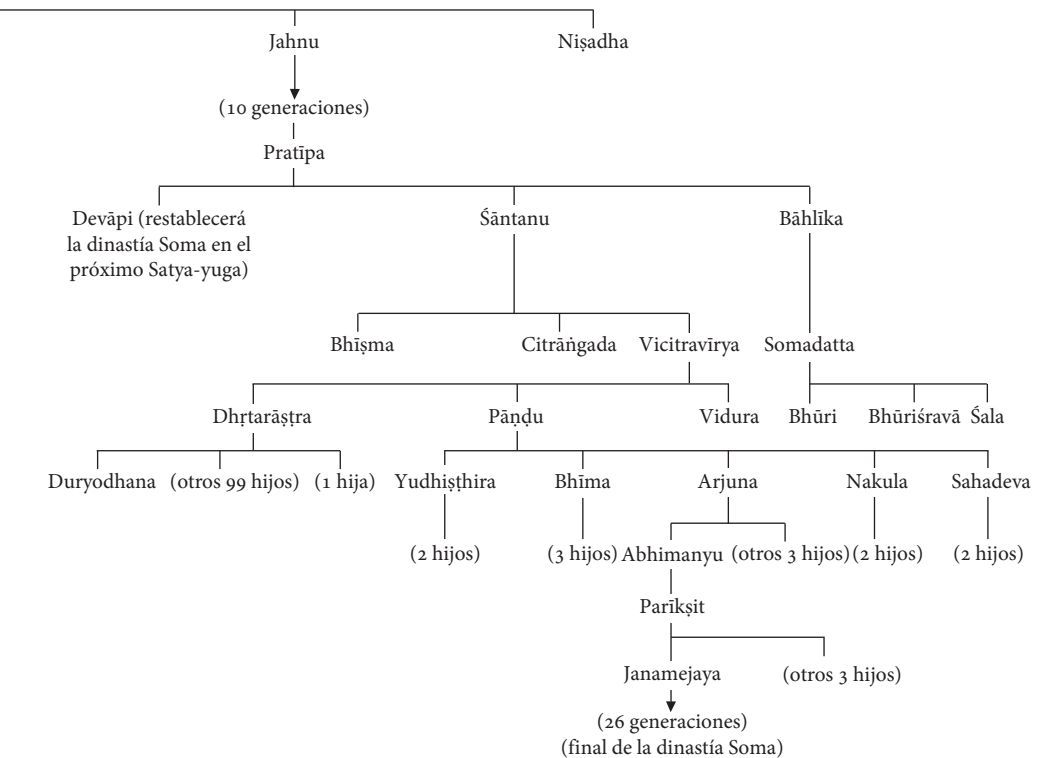 Jahnu
Niṣadha
(10 generaciones)
Pratīpa
Devāpi (restablecerá
la dinastía Soma en el
próximo Satya-yuga)
Śāntanu
Bāhlīka
Bhīṣma
Citrāṅgada
Vicitravīrya
Somadatta
Dhṛtarāṣṭra
Pāṇḍu
Vidura
Bhūri
Bhūriśravā
Śala
Duryodhana
(otros 99 hijos)
(1 hija)
Yudhiṣṭhira
Bhīma
Arjuna
Nakula
Sahadeva
(2 hijos)
(3 hijos)
Abhimanyu
(otros 3 hijos)
(2 hijos)
(2 hijos)
Parīkṣit
Janamejaya
(otros 3 hijos)
(26 generaciones)
(final de la dinastía Soma)